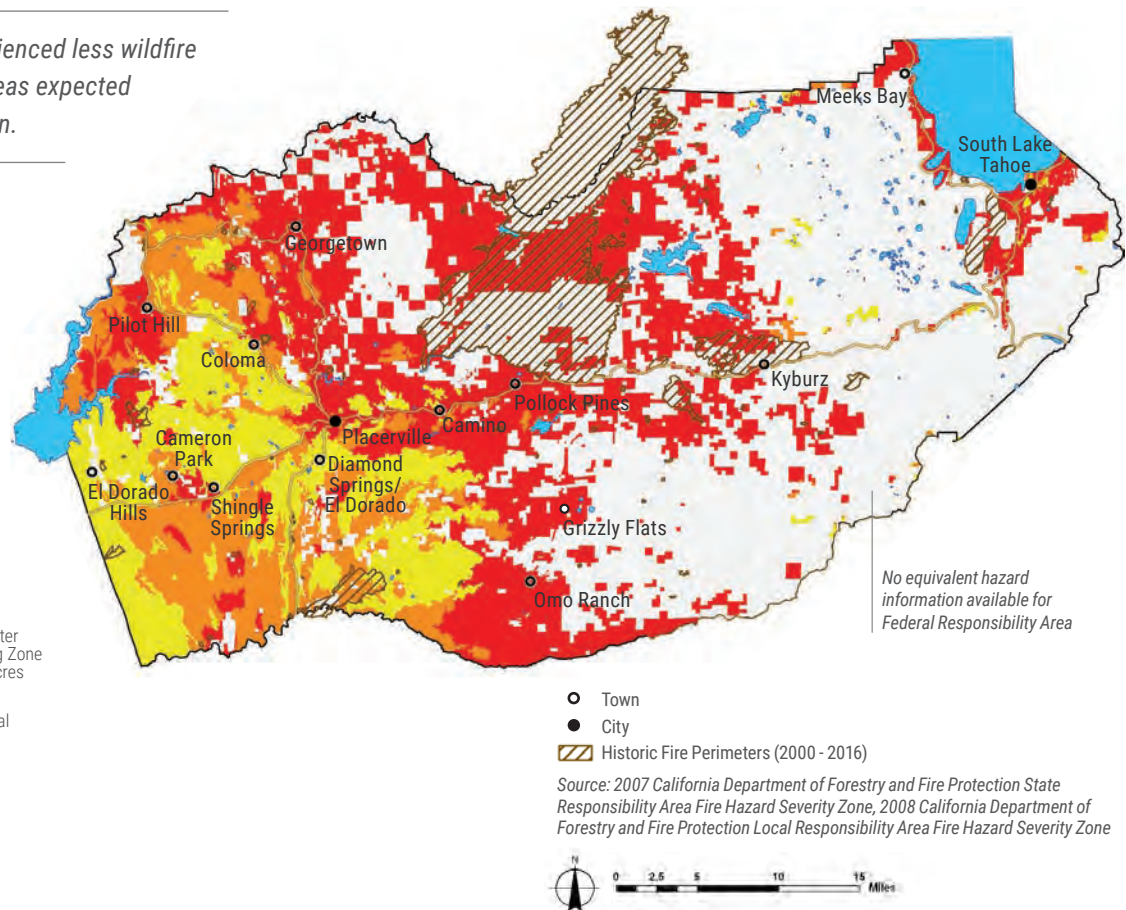 ienced less wildfire
eas expected
n.
Meeks Bay
South Lake
Tahoe
Georgetown
Pilot Hill
Coloma
Kyburz
Pollock Pines
Camino
Placerville
Cameron
Park
El Dorado
Hills
Shingle
Springs
Diamond
Springs/
El Dorado
Grizzly Flats
Omo Ranch
No equivalent hazard
information available for
Federal Responsibility Area
ter
g Zone
cres
al
Town
City
Historic Fire Perimeters (2000 - 2016)
Source: 2007 California Department of Forestry and Fire Protection State
Responsibility Area Fire Hazard Severity Zone, 2008 California Department of
Forestry and Fire Protection Local Responsibility Area Fire Hazard Severity Zone
N
0 2.5 5 10 15 Miles